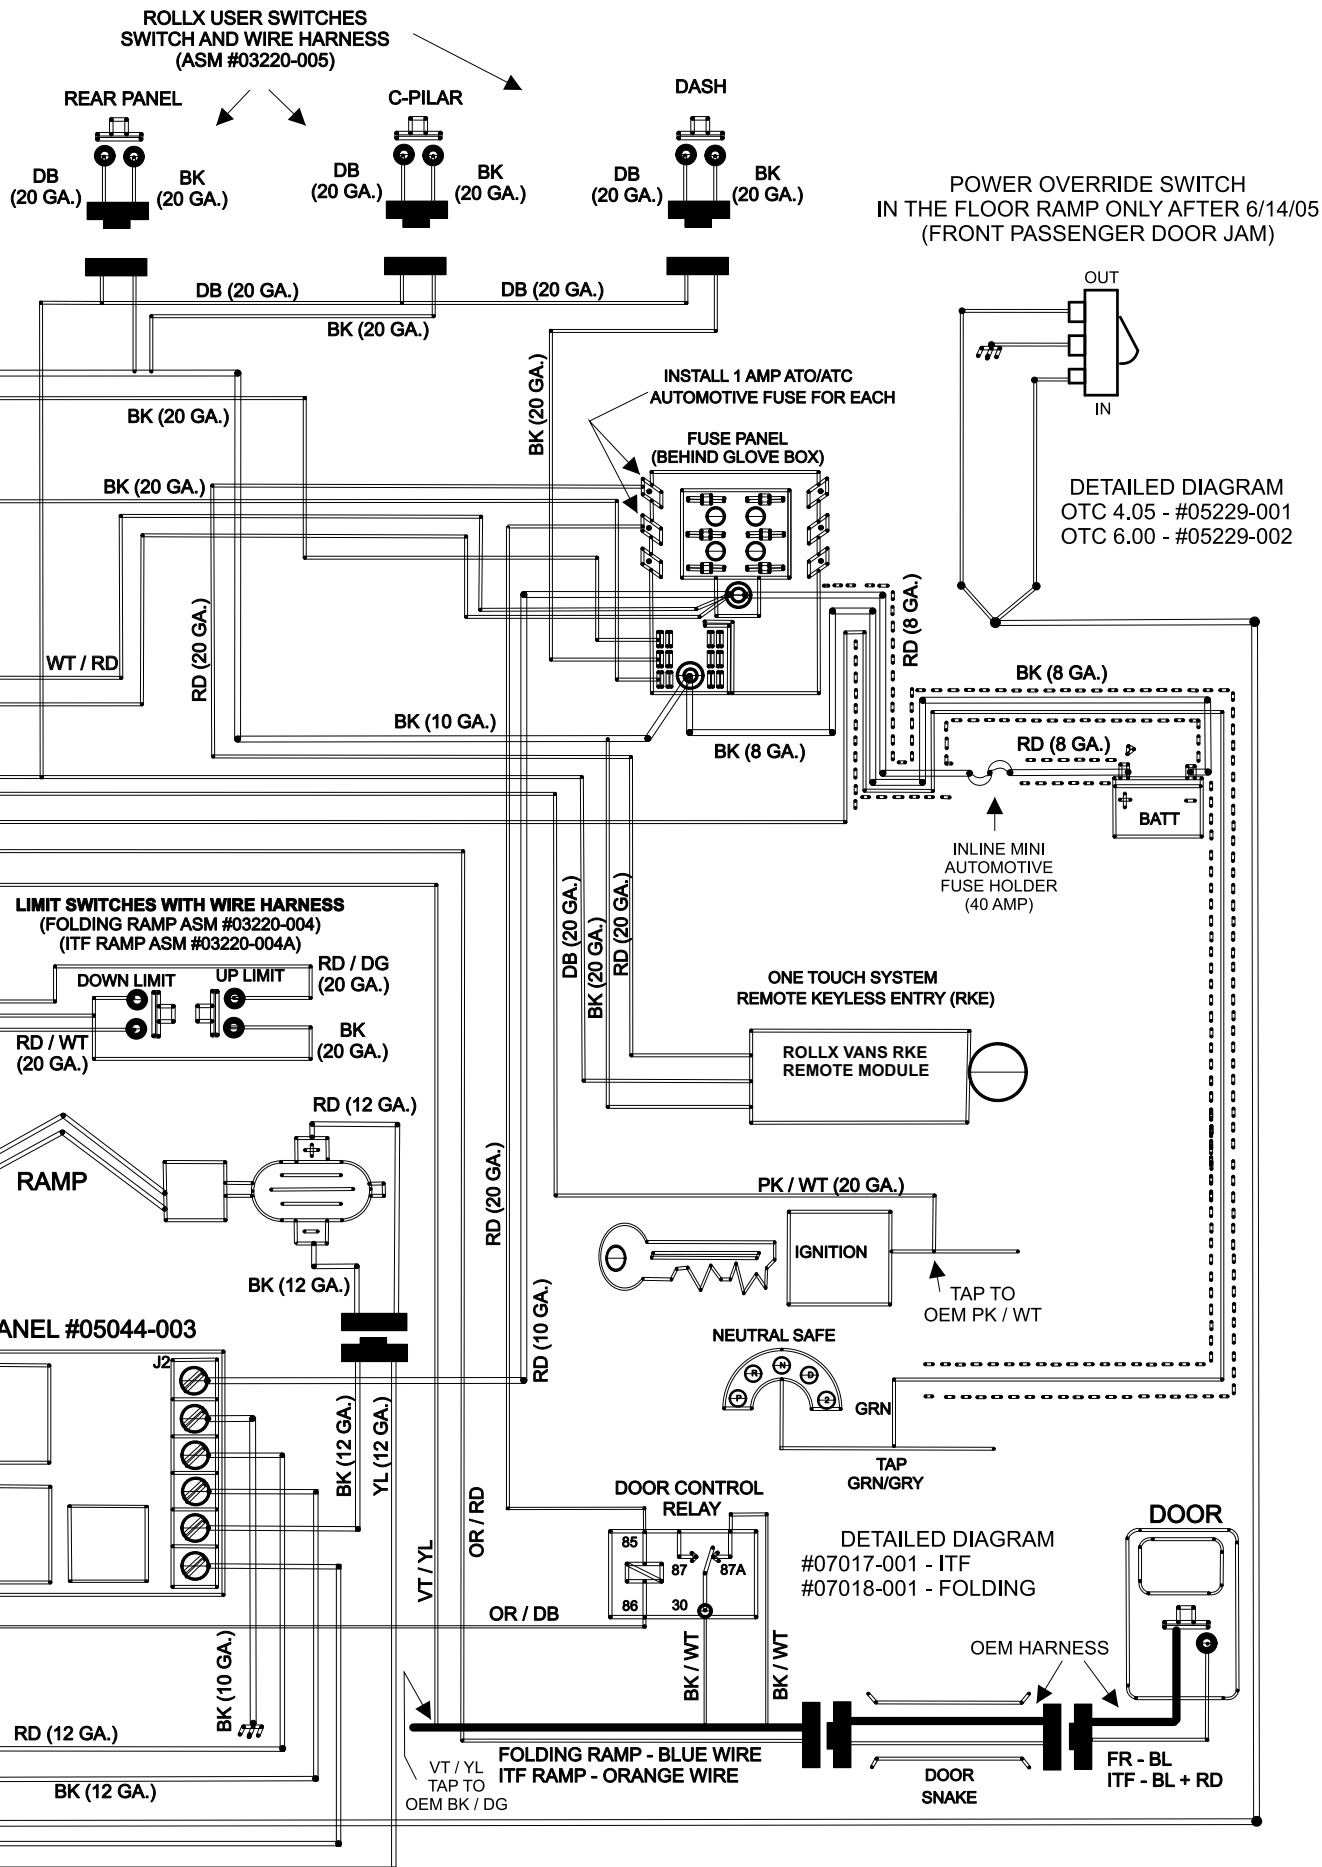 ROLLX USER SWITCHES
SWITCH AND WIRE HARNESS
(ASM #03220-005)
REAR PANEL
C-PILAR
DASH
DB
(20 GA.)
BK
(20 GA.)
DB
(20 GA.)
BK
(20 GA.)
DB
(20 GA.)
BK
(20 GA.)
POWER OVERRIDE SWITCH
IN THE FLOOR RAMP ONLY AFTER 6/14/05
(FRONT PASSENGER DOOR JAM)
OUT
IN
DB (20 GA.)
DB (20 GA.)
BK (20 GA.)
BK (20 GA.)
BK (20 GA.)
INSTALL 1 AMP ATO/ATC
AUTOMOTIVE FUSE FOR EACH
FUSE PANEL
(BEHIND GLOVE BOX)
BK (20 GA.)
DETAILED DIAGRAM
OTC 4.05 - #05229-001
OTC 6.00 - #05229-002
WT / RD
RD (20 GA.)
RD (8 GA.)
BK (8 GA.)
BK (10 GA.)
BK (8 GA.)
RD (8 GA.)
+
-
BATT
INLINE MINI
AUTOMOTIVE
FUSE HOLDER
(40 AMP)
LIMIT SWITCHES WITH WIRE HARNESS
(FOLDING RAMP ASM #03220-004)
(ITF RAMP ASM #03220-004A)
DOWN LIMIT
UP LIMIT
RD / DG
(20 GA.)
RD / WT
(20 GA.)
BK
(20 GA.)
DB (20 GA.)
BK (20 GA.)
RD (20 GA.)
ONE TOUCH SYSTEM
REMOTE KEYLESS ENTRY (RKE)
ROLLX VANS RKE
REMOTE MODULE
RD (12 GA.)
+
-
RAMP
BK (12 GA.)
RD (20 GA.)
PK / WT (20 GA.)
IGNITION
TAP TO
OEM PK / WT
ANEL #05044-003
J2
RD (10 GA.)
NEUTRAL SAFE
P
R
N
D
2
GRN
TAP
GRN/GRY
BK (12 GA.)
YL (12 GA.)
VT / YL
OR / RD
DOOR CONTROL
RELAY
85
87
87A
86
30
OR / DB
DETAILED DIAGRAM
#07017-001 - ITF
#07018-001 - FOLDING
DOOR
BK (10 GA.)
BK / WT
BK / WT
OEM HARNESS
RD (12 GA.)
BK (12 GA.)
VT / YL
TAP TO
OEM BK / DG
FOLDING RAMP - BLUE WIRE
ITF RAMP - ORANGE WIRE
DOOR
SNAKE
FR - BL
ITF - BL + RD